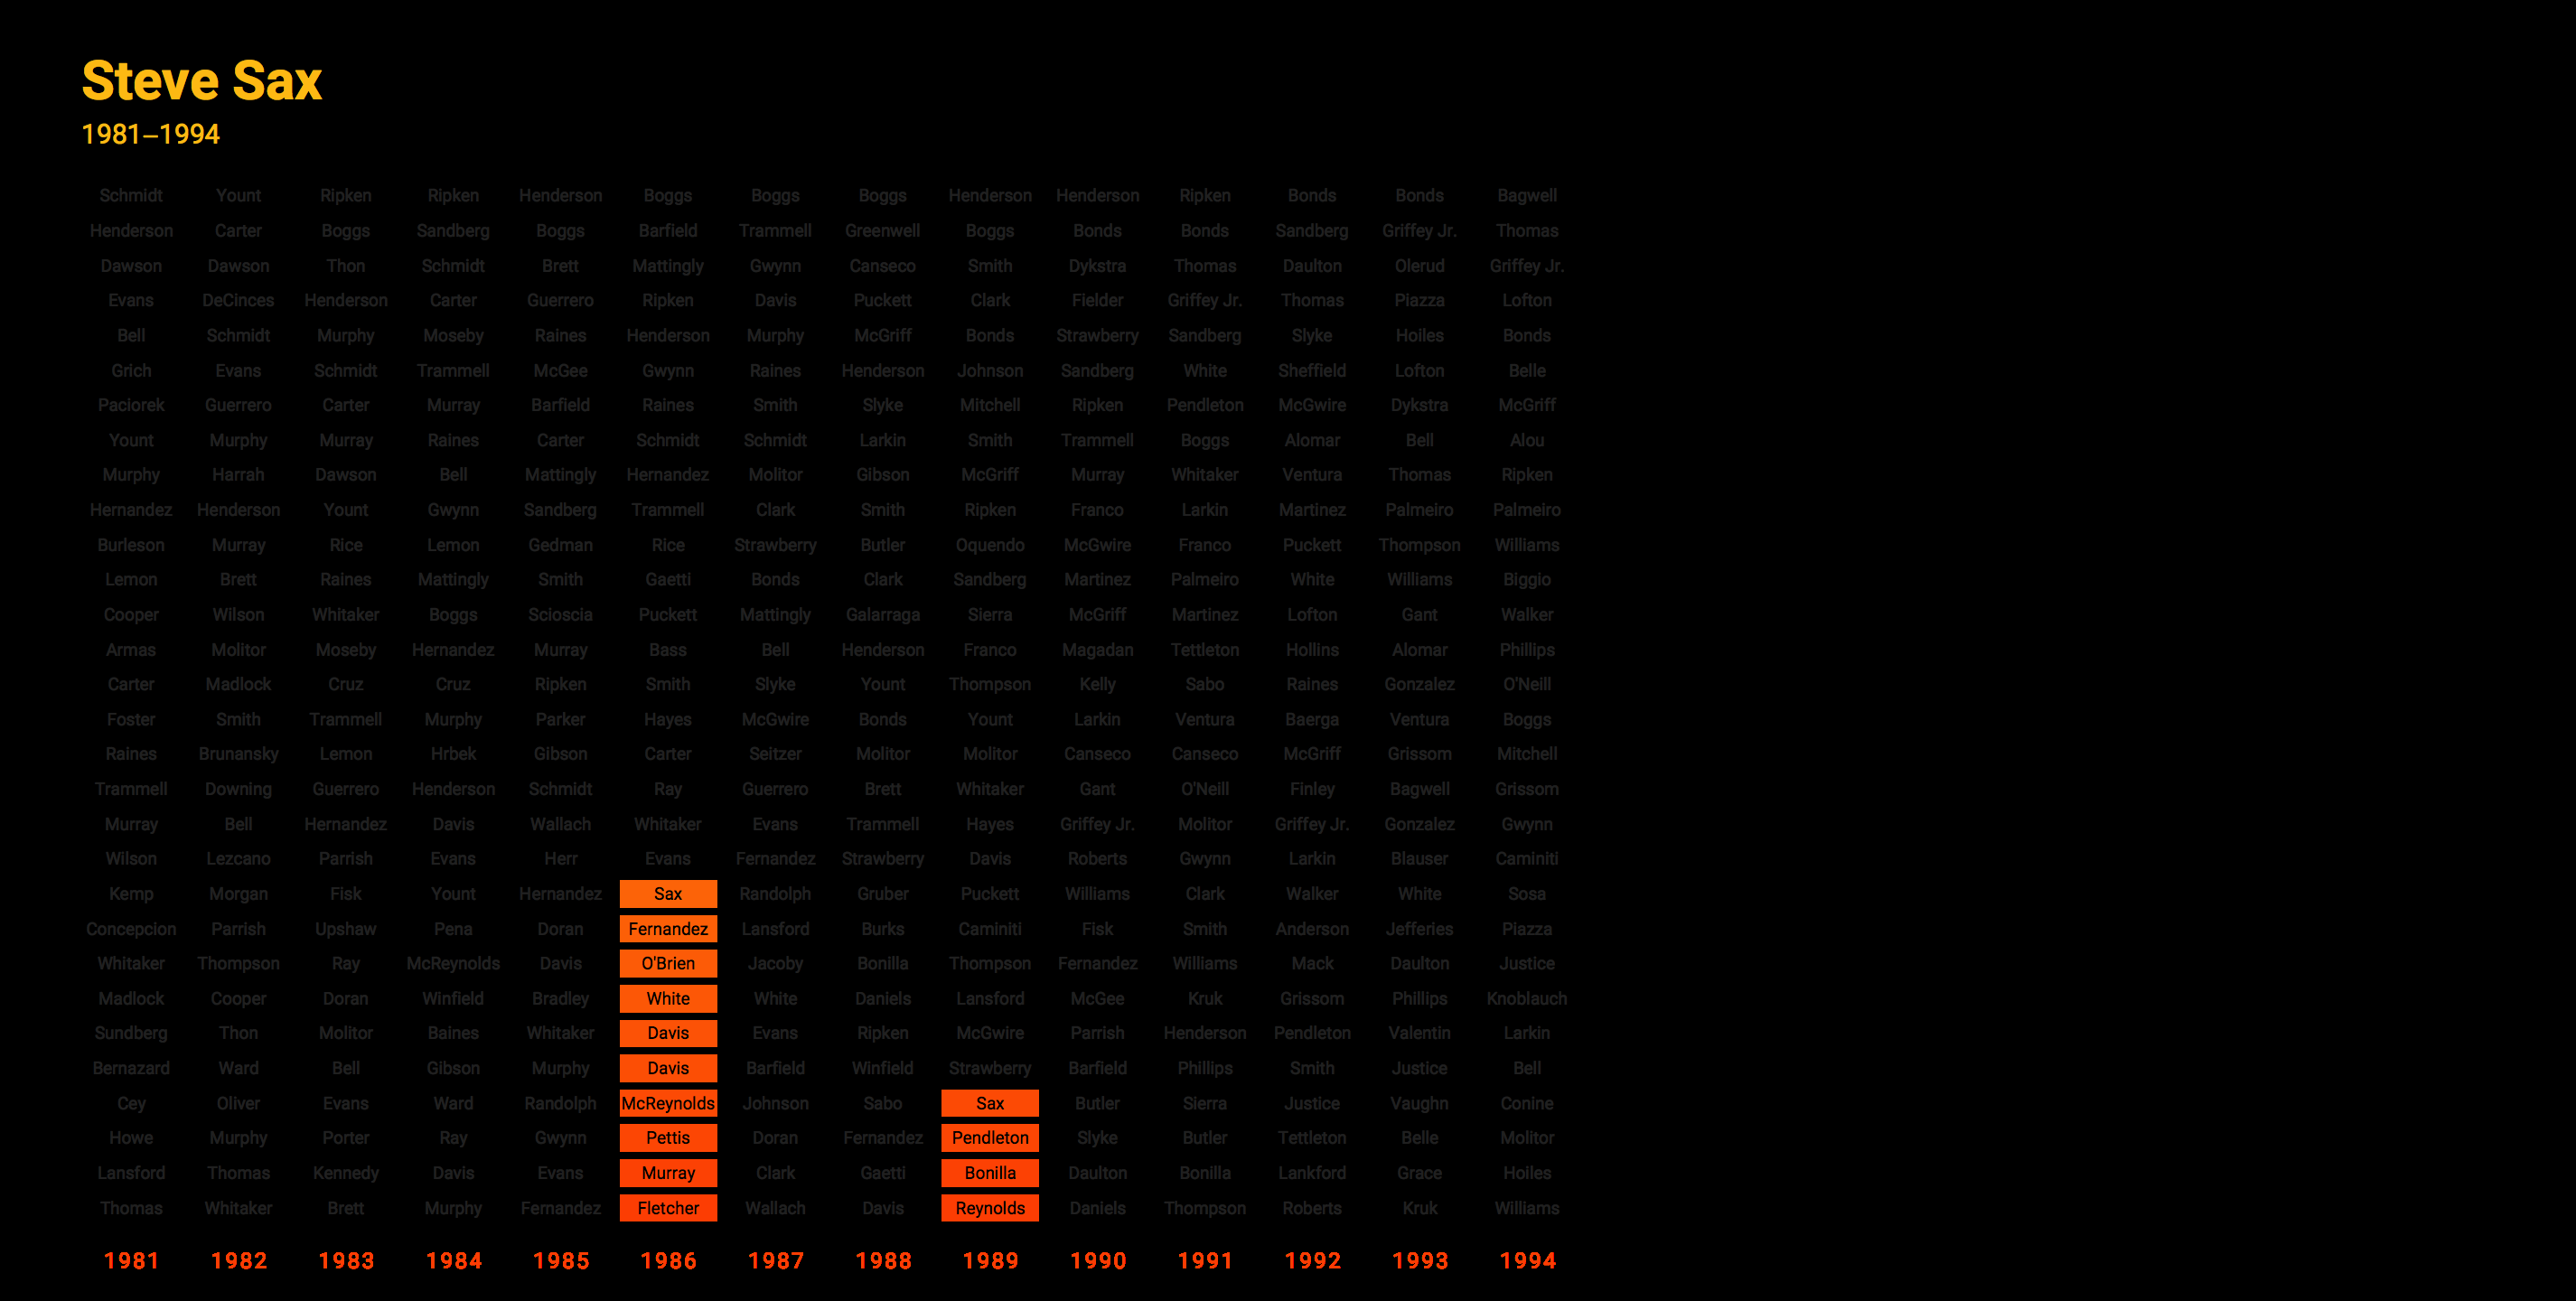 Steve Sax
1981–1994
Schmidt Yount Ripken Ripken Henderson Boggs Boggs Boggs Henderson Henderson Ripken Bonds Bonds Bagwell
Henderson Carter Boggs Sandberg Boggs Barfield Trammell Greenwell Boggs Bonds Bonds Sandberg Griffey Jr. Thomas
Dawson Dawson Thon Schmidt Brett Mattingly Gwynn Canseco Smith Dykstra Thomas Daulton Olerud Griffey Jr.
Evans DeCinces Henderson Carter Guerrero Ripken Davis Puckett Clark Fielder Griffey Jr. Thomas Piazza Lofton
Bell Schmidt Murphy Moseby Raines Henderson Murphy McGriff Bonds Strawberry Sandberg Slyke Hoiles Bonds
Grich Evans Schmidt Trammell McGee Gwynn Raines Henderson Johnson Sandberg White Sheffield Lofton Belle
Paciorek Guerrero Carter Murray Barfield Raines Smith Slyke Mitchell Ripken Pendleton McGwire Dykstra McGriff
Yount Murphy Murray Raines Carter Schmidt Schmidt Larkin Smith Trammell Boggs Alomar Bell Alou
Murphy Harrah Dawson Bell Mattingly Hernandez Molitor Gibson McGriff Murray Whitaker Ventura Thomas Ripken
Hernandez Henderson Yount Gwynn Sandberg Trammell Clark Smith Ripken Franco Larkin Martinez Palmeiro Palmeiro
Burleson Murray Rice Lemon Gedman Rice Strawberry Butler Oquendo McGwire Franco Puckett Thompson Williams
Lemon Brett Raines Mattingly Smith Gaetti Bonds Clark Sandberg Martinez Palmeiro White Williams Biggio
Cooper Wilson Whitaker Boggs Scioscia Puckett Mattingly Galarraga Sierra McGriff Martinez Lofton Gant Walker
Armas Molitor Moseby Hernandez Murray Bass Bell Henderson Franco Magadan Tettleton Hollins Alomar Phillips
Carter Madlock Cruz Cruz Ripken Smith Slyke Yount Thompson Kelly Sabo Raines Gonzalez O'Neill
Foster Smith Trammell Murphy Parker Hayes McGwire Bonds Yount Larkin Ventura Baerga Ventura Boggs
Raines Brunansky Lemon Hrbek Gibson Carter Seitzer Molitor Molitor Canseco Canseco McGriff Grissom Mitchell
Trammell Downing Guerrero Henderson Schmidt Ray Guerrero Brett Whitaker Gant O'Neill Finley Bagwell Grissom
Murray Bell Hernandez Davis Wallach Whitaker Evans Trammell Hayes Griffey Jr. Molitor Griffey Jr. Gonzalez Gwynn
Wilson Lezcano Parrish Evans Herr Evans Fernandez Strawberry Davis Roberts Gwynn Larkin Blauser Caminiti
Kemp Morgan Fisk Yount Hernandez Sax Randolph Gruber Puckett Williams Clark Walker White Sosa
Concepcion Parrish Upshaw Pena Doran Fernandez Lansford Burks Caminiti Fisk Smith Anderson Jefferies Piazza
Whitaker Thompson Ray McReynolds Davis O'Brien Jacoby Bonilla Thompson Fernandez Williams Mack Daulton Justice
Madlock Cooper Doran Winfield Bradley White White Daniels Lansford McGee Kruk Grissom Phillips Knoblauch
Sundberg Thon Molitor Baines Whitaker Davis Evans Ripken McGwire Parrish Henderson Pendleton Valentin Larkin
Bernazard Ward Bell Gibson Murphy Davis Barfield Winfield Strawberry Barfield Phillips Smith Justice Bell
Cey Oliver Evans Ward Randolph McReynolds Johnson Sabo Sax Butler Sierra Justice Vaughn Conine
Howe Murphy Porter Ray Gwynn Pettis Doran Fernandez Pendleton Slyke Butler Tettleton Belle Molitor
Lansford Thomas Kennedy Davis Evans Murray Clark Gaetti Bonilla Daulton Bonilla Lankford Grace Hoiles
Thomas Whitaker Brett Murphy Fernandez Fletcher Wallach Davis Reynolds Daniels Thompson Roberts Kruk Williams
1981 1982 1983 1984 1985 1986 1987 1988 1989 1990 1991 1992 1993 1994